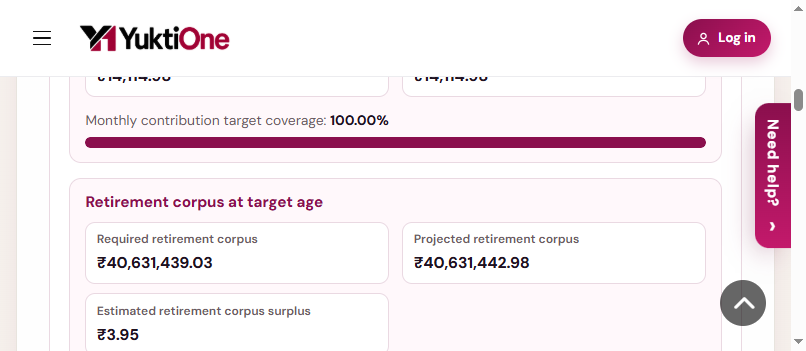 YuktiOne
Log in
Monthly contribution target coverage: 100.00%
Need help?
Retirement corpus at target age
Required retirement corpus
₹40,631,439.03
Projected retirement corpus
₹40,631,442.98
Estimated retirement corpus surplus
₹3.95